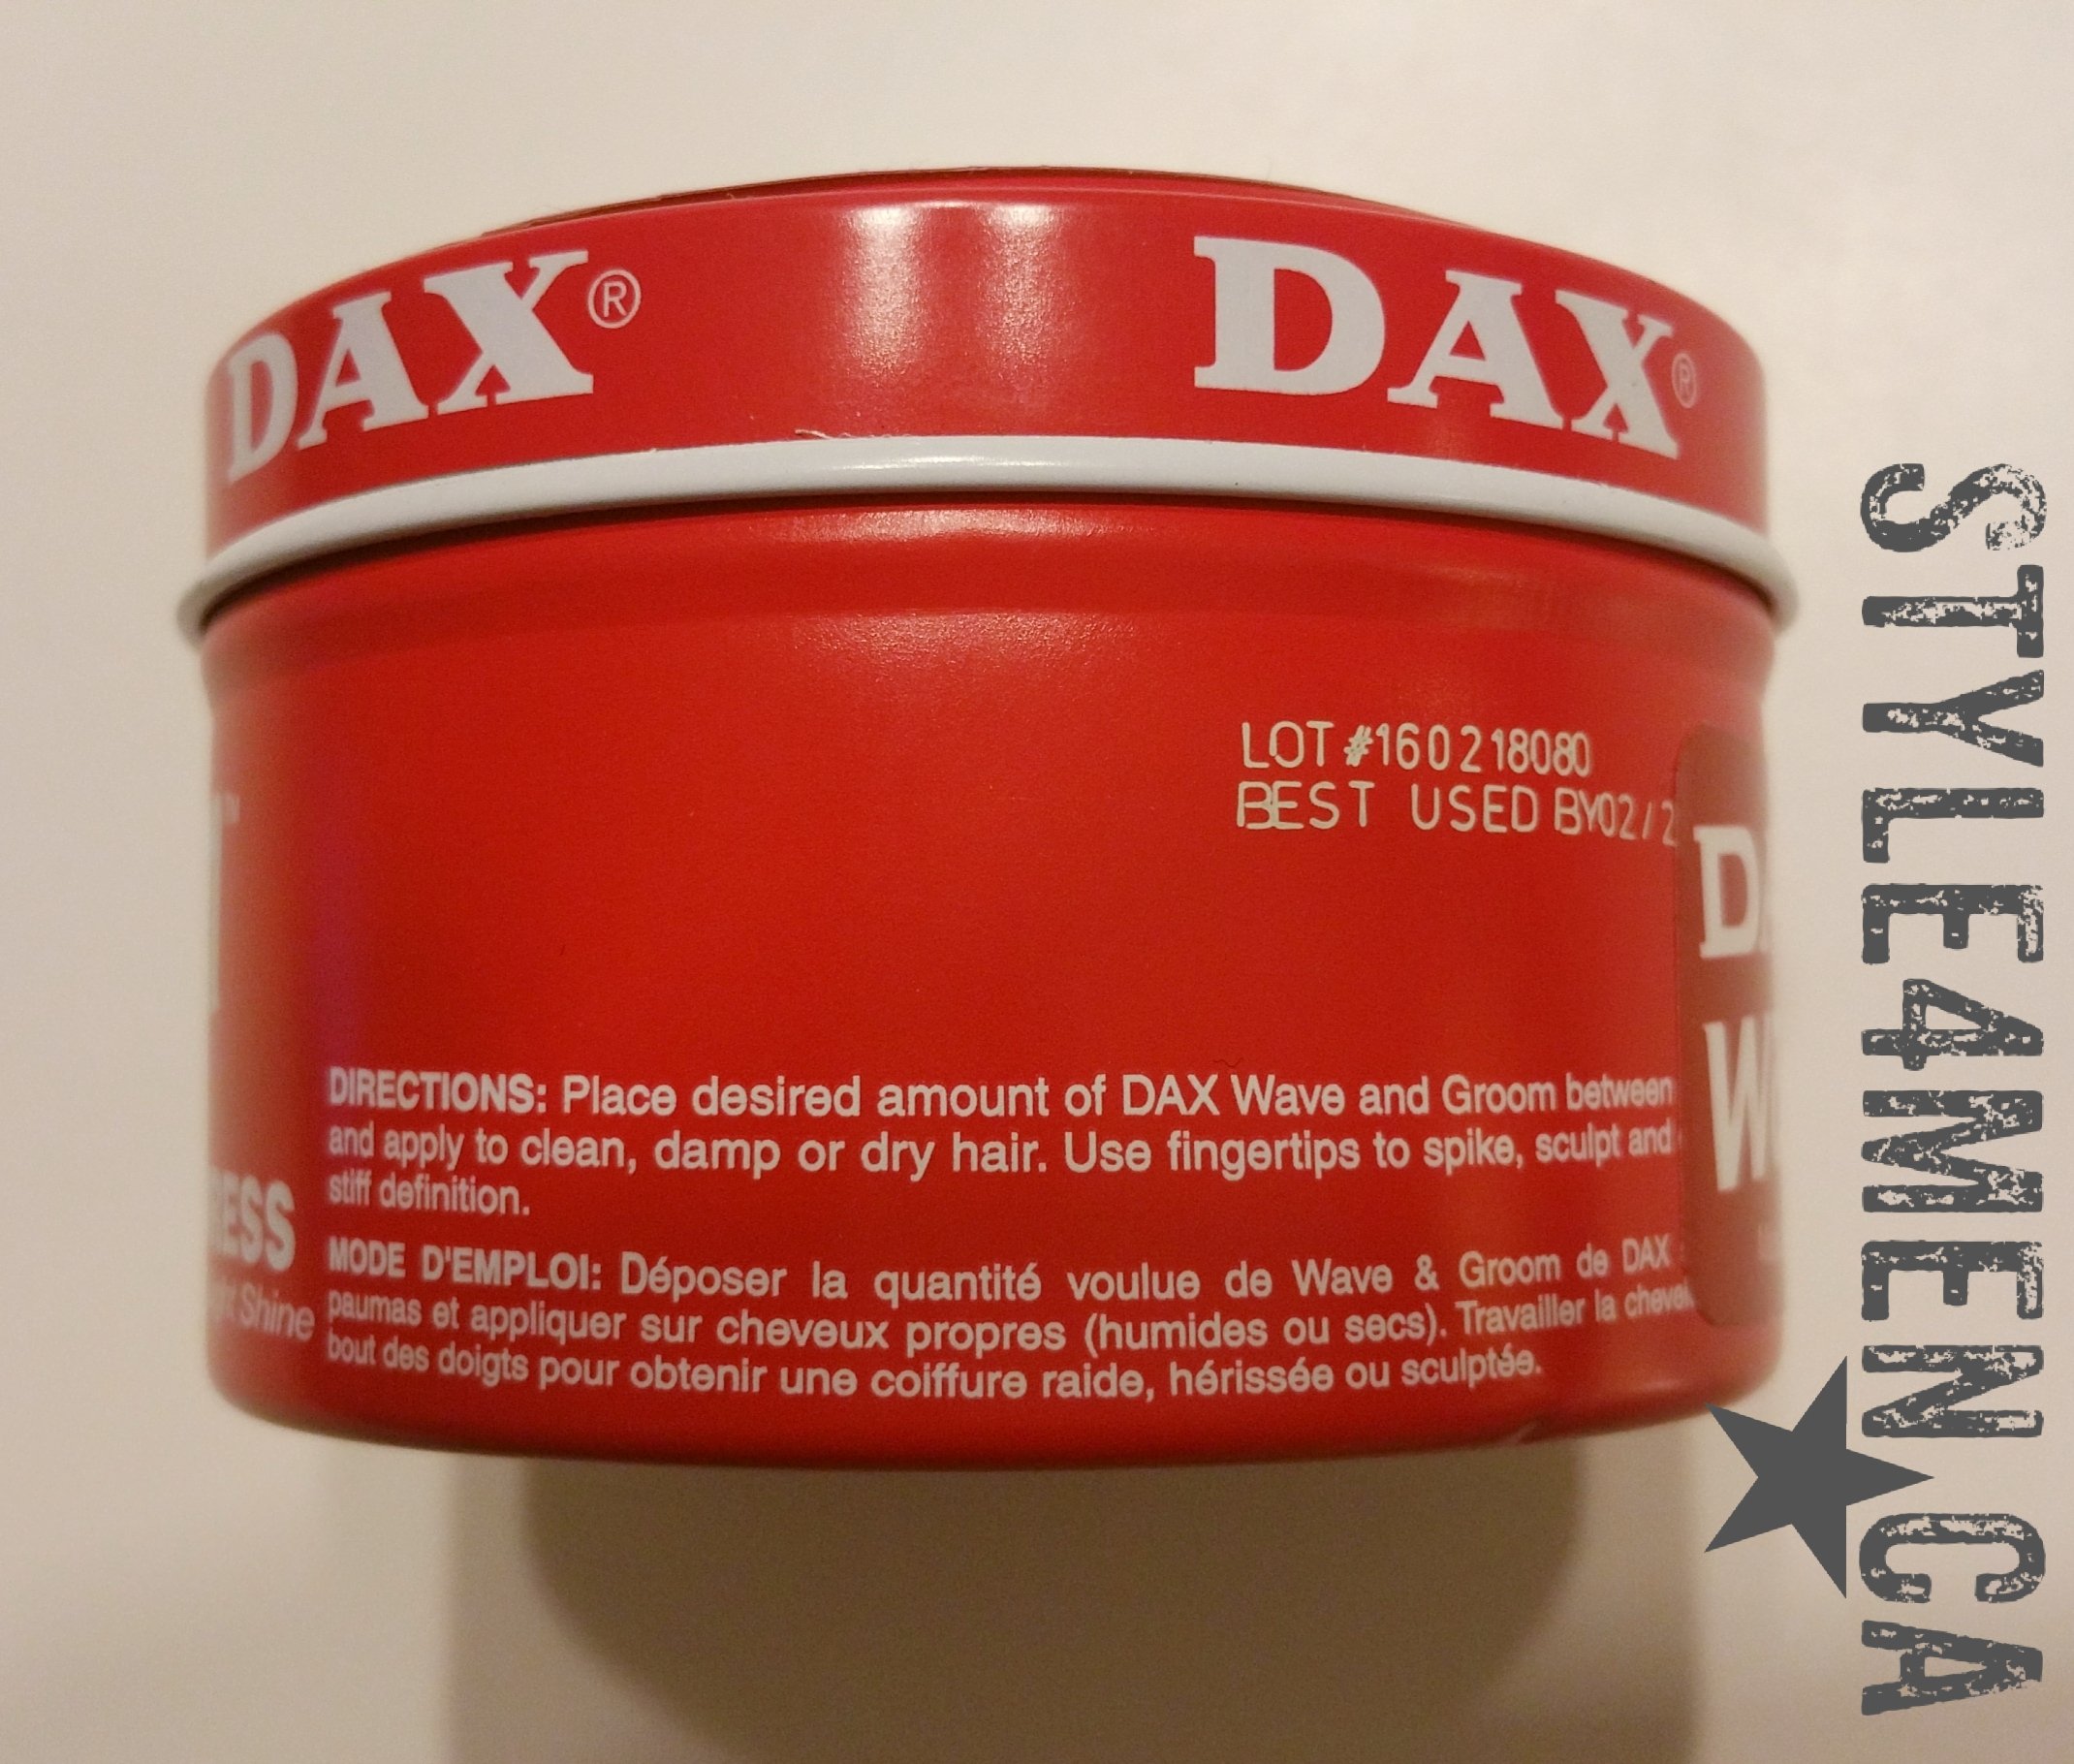 DAX® DAX®
LOT #160218080
BEST USED BY02/2
DIRECTIONS: Place desired amount of DAX Wave and Groom between
and apply to clean, damp or dry hair. Use fingertips to spike, sculpt and
stiff definition.
MODE D'EMPLOI: Déposer la quantité voulue de Wave & Groom de DAX
paumas et appliquer sur cheveux propres (humides ou secs). Travailler la
bout des doigts pour obtenir une coiffure raide, hérissée ou sculptée.
Shine
STYLE4MEN★CA